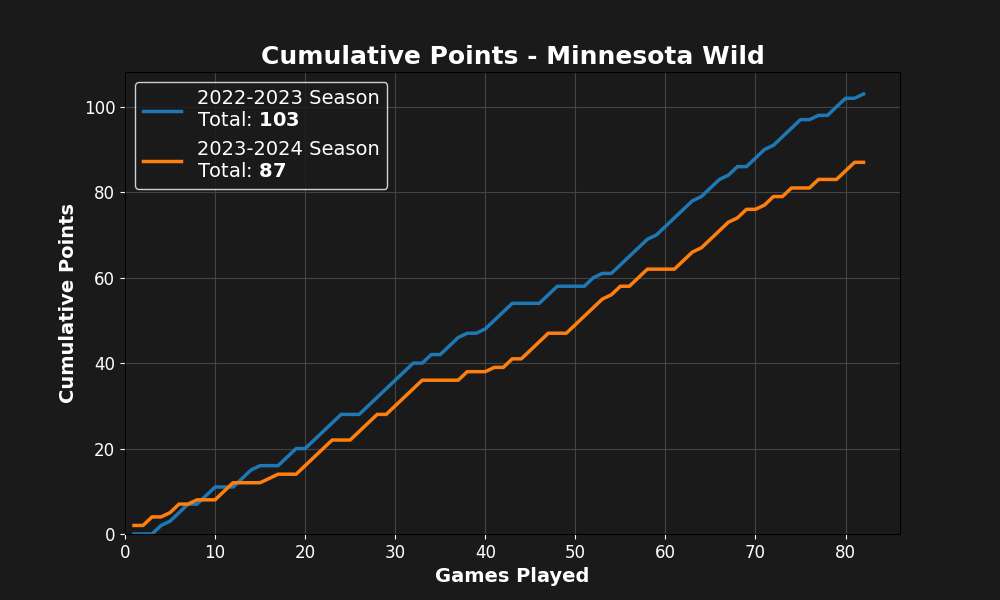 Cumulative Points - Minnesota Wild
2022-2023 Season
Total: 103
2023-2024 Season
Total: 87
Cumulative Points
100
80
60
40
20
0
0 10 20 30 40 50 60 70 80
Games Played